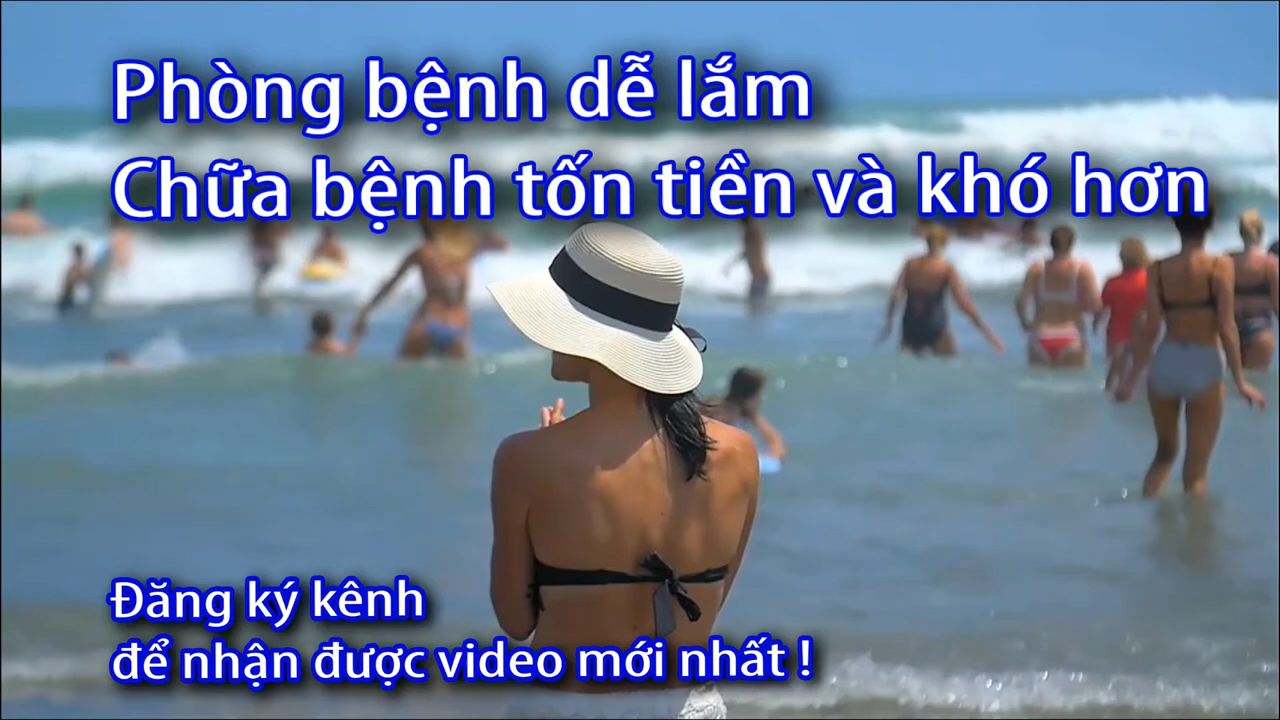 Phòng bệnh dễ lắm
Chữa bệnh tốn tiền và khó hơn
Đăng ký kênh
để nhận được video mới nhất !